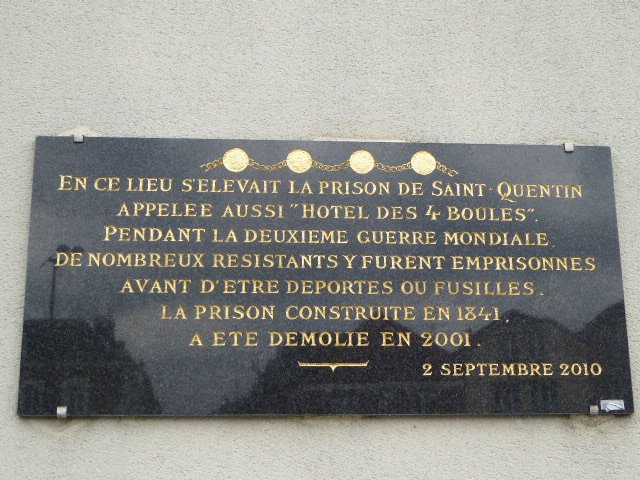 EN CE LIEU S'ELEVAIT LA PRISON DE SAINT-QUENTIN
APPELEE AUSSI "HOTEL DES 4 BOULES".
PENDANT LA DEUXIEME GUERRE MONDIALE
DE NOMBREUX RESISTANTS Y FURENT EMPRISONNES
AVANT D'ETRE DEPORTES OU FUSILLES.
LA PRISON CONSTRUITE EN 1841,
A ETE DEMOLIE EN 2001.
2 SEPTEMBRE 2010